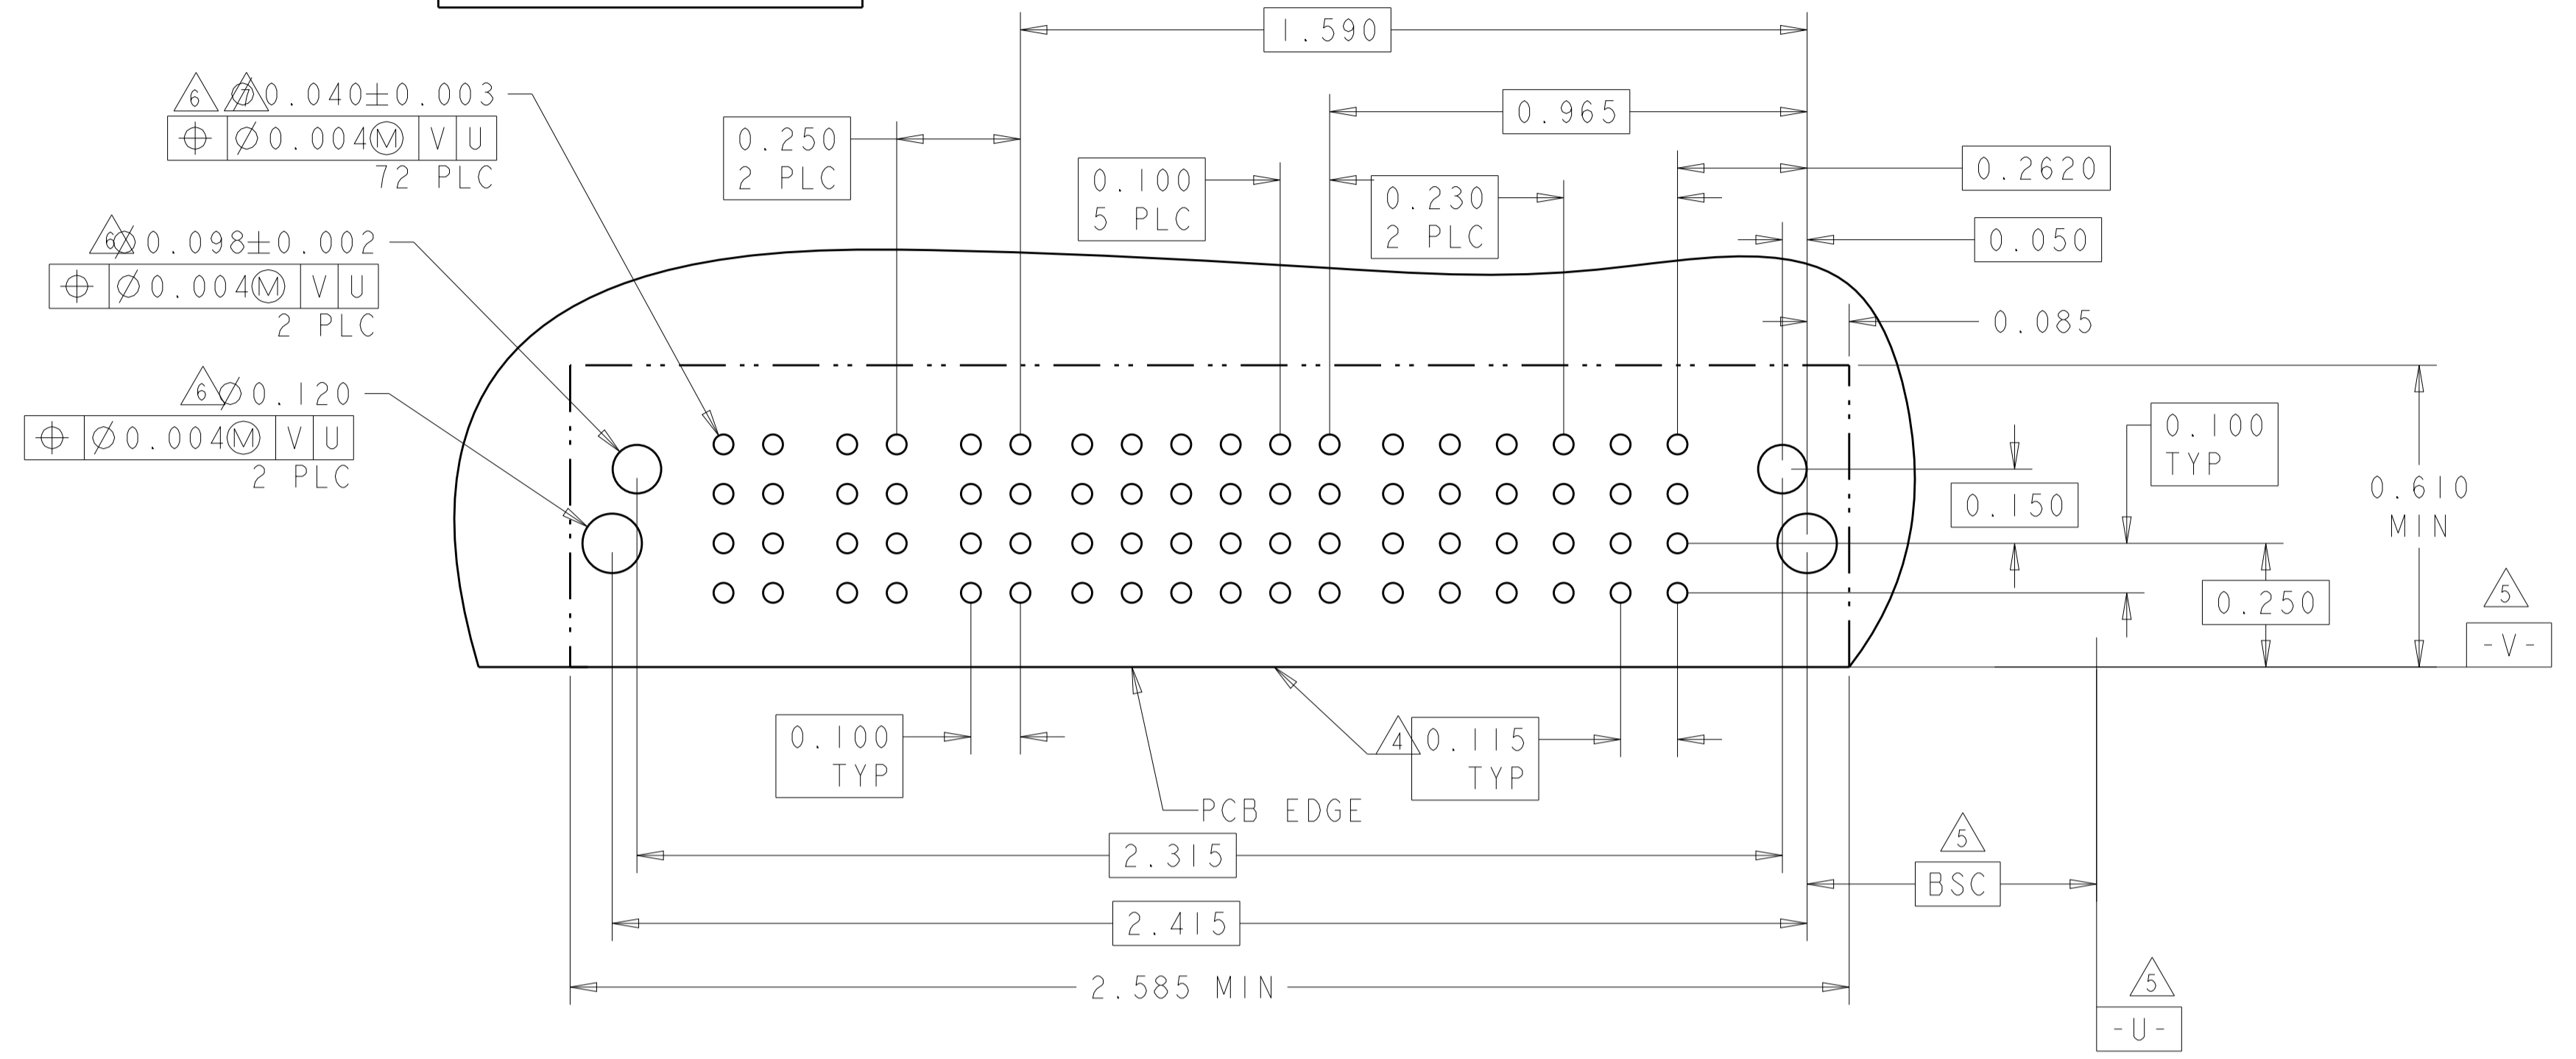 1.590
6 7 Ø0.040±0.003
0.965
⌖ Ø0.004Ⓜ V U
72 PLC
0.250
2 PLC
0.100
5 PLC
0.230
2 PLC
0.2620
6 Ø0.098±0.002
⌖ Ø0.004Ⓜ V U
2 PLC
0.050
0.085
6 Ø0.120
⌖ Ø0.004Ⓜ V U
2 PLC
0.100
TYP
0.150
0.610
MIN
0.250
5
-V-
0.100
TYP
4
0.115
TYP
PCB EDGE
2.315
5
BSC
2.415
2.585 MIN
5
-U-